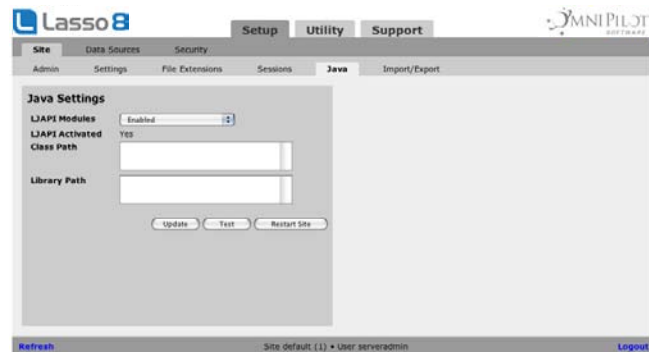 Lasso 8
Setup Utility Support
OMNIPILOT
SOFTWARE
Site Data Sources Security
Admin Settings File Extensions Sessions Java Import/Export
Java Settings
LJAPI Modules Enabled
LJAPI Activated Yes
Class Path
Library Path
Update Test Restart Site
Refresh Site default (1) • User serveradmin Logout